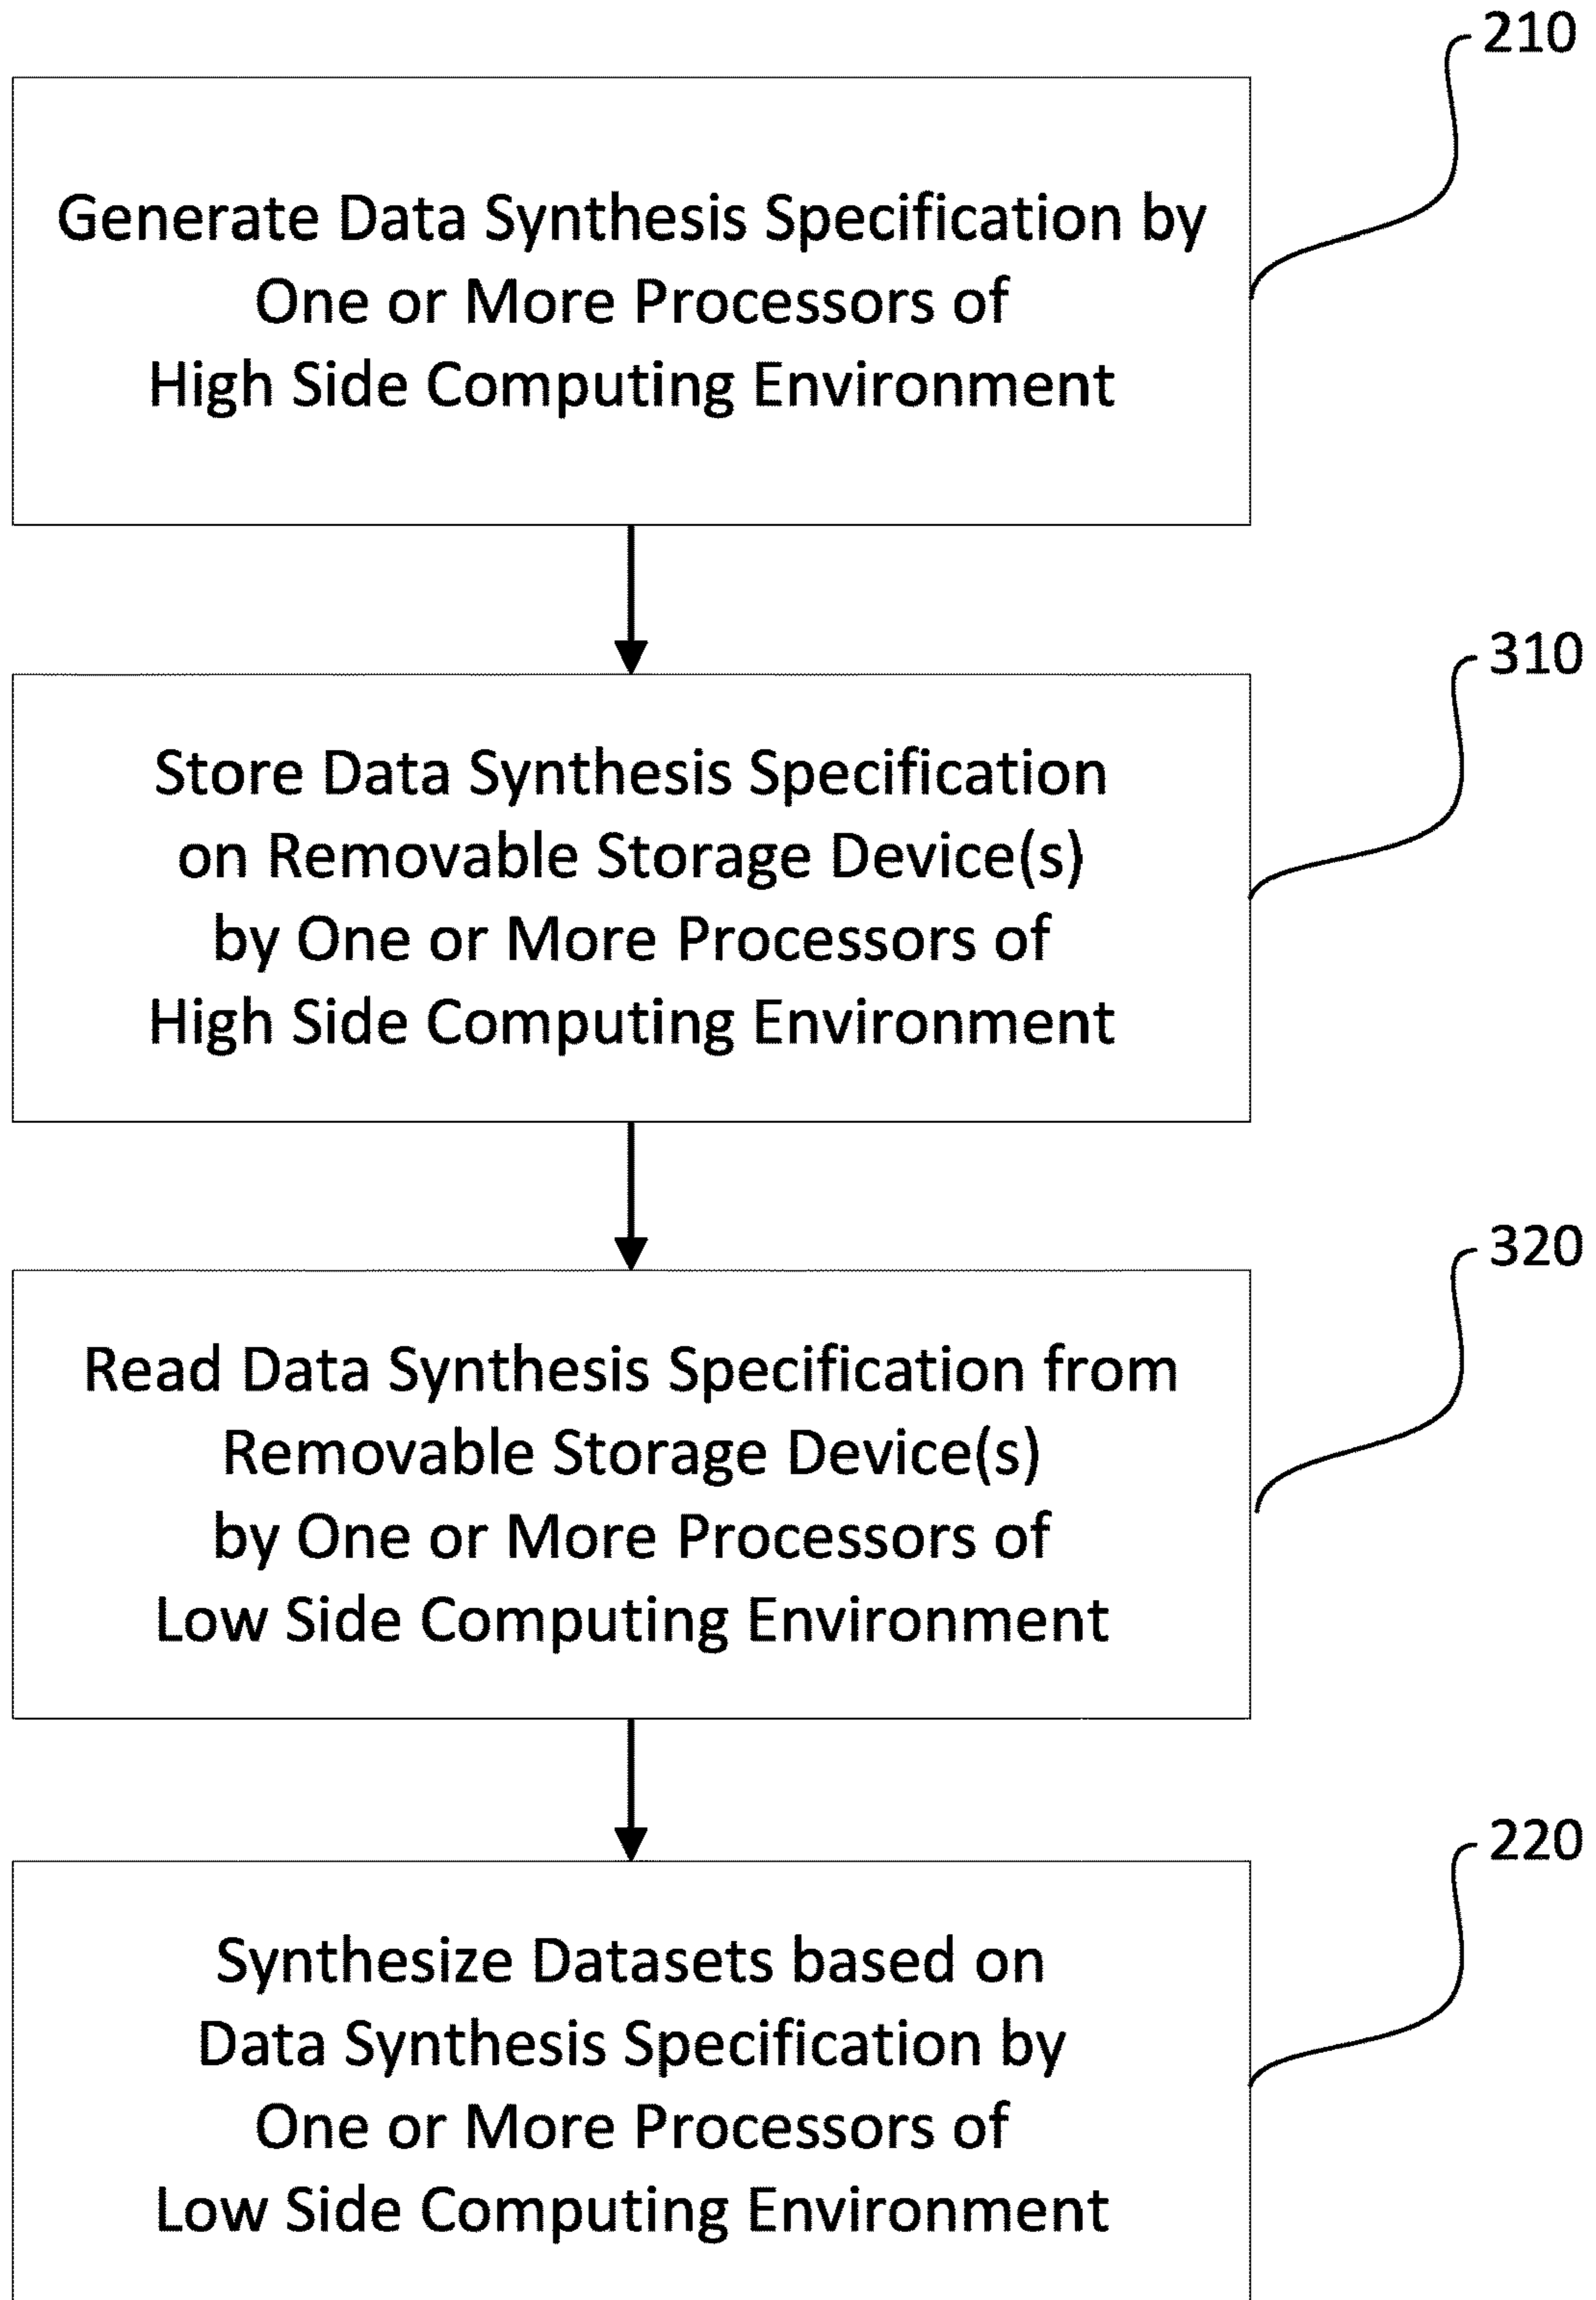 210
Generate Data Synthesis Specification by
One or More Processors of
High Side Computing Environment
310
Store Data Synthesis Specification
on Removable Storage Device(s)
by One or More Processors of
High Side Computing Environment
320
Read Data Synthesis Specification from
Removable Storage Device(s)
by One or More Processors of
Low Side Computing Environment
220
Synthesize Datasets based on
Data Synthesis Specification by
One or More Processors of
Low Side Computing Environment